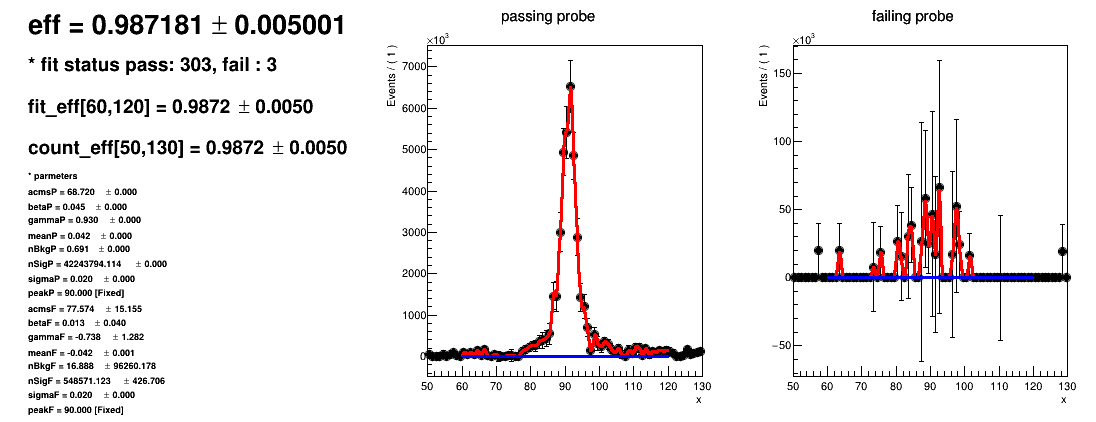 eff = 0.987181 ± 0.005001
* fit status pass: 303, fail : 3
fit_eff[60,120] = 0.9872 ± 0.0050
count_eff[50,130] = 0.9872 ± 0.0050
* parmeters
acmsP = 68.720 ± 0.000
betaP = 0.045 ± 0.000
gammaP = 0.930 ± 0.000
meanP = 0.042 ± 0.000
nBkgP = 0.691 ± 0.000
nSigP = 42243794.114 ± 0.000
sigmaP = 0.020 ± 0.000
peakP = 90.000 [Fixed]
acmsF = 77.574 ± 15.155
betaF = 0.013 ± 0.040
gammaF = -0.738 ± 1.282
meanF = -0.042 ± 0.001
nBkgF = 16.888 ± 96260.178
nSigF = 548571.123 ± 426.706
sigmaF = 0.020 ± 0.000
peakF = 90.000 [Fixed]
passing probe
×10³
Events / ( 1 )
7000
6000
5000
4000
3000
2000
1000
0
50 60 70 80 90 100 110 120 130
x
failing probe
×10³
Events / ( 1 )
150
100
50
0
−50
50 60 70 80 90 100 110 120 130
x